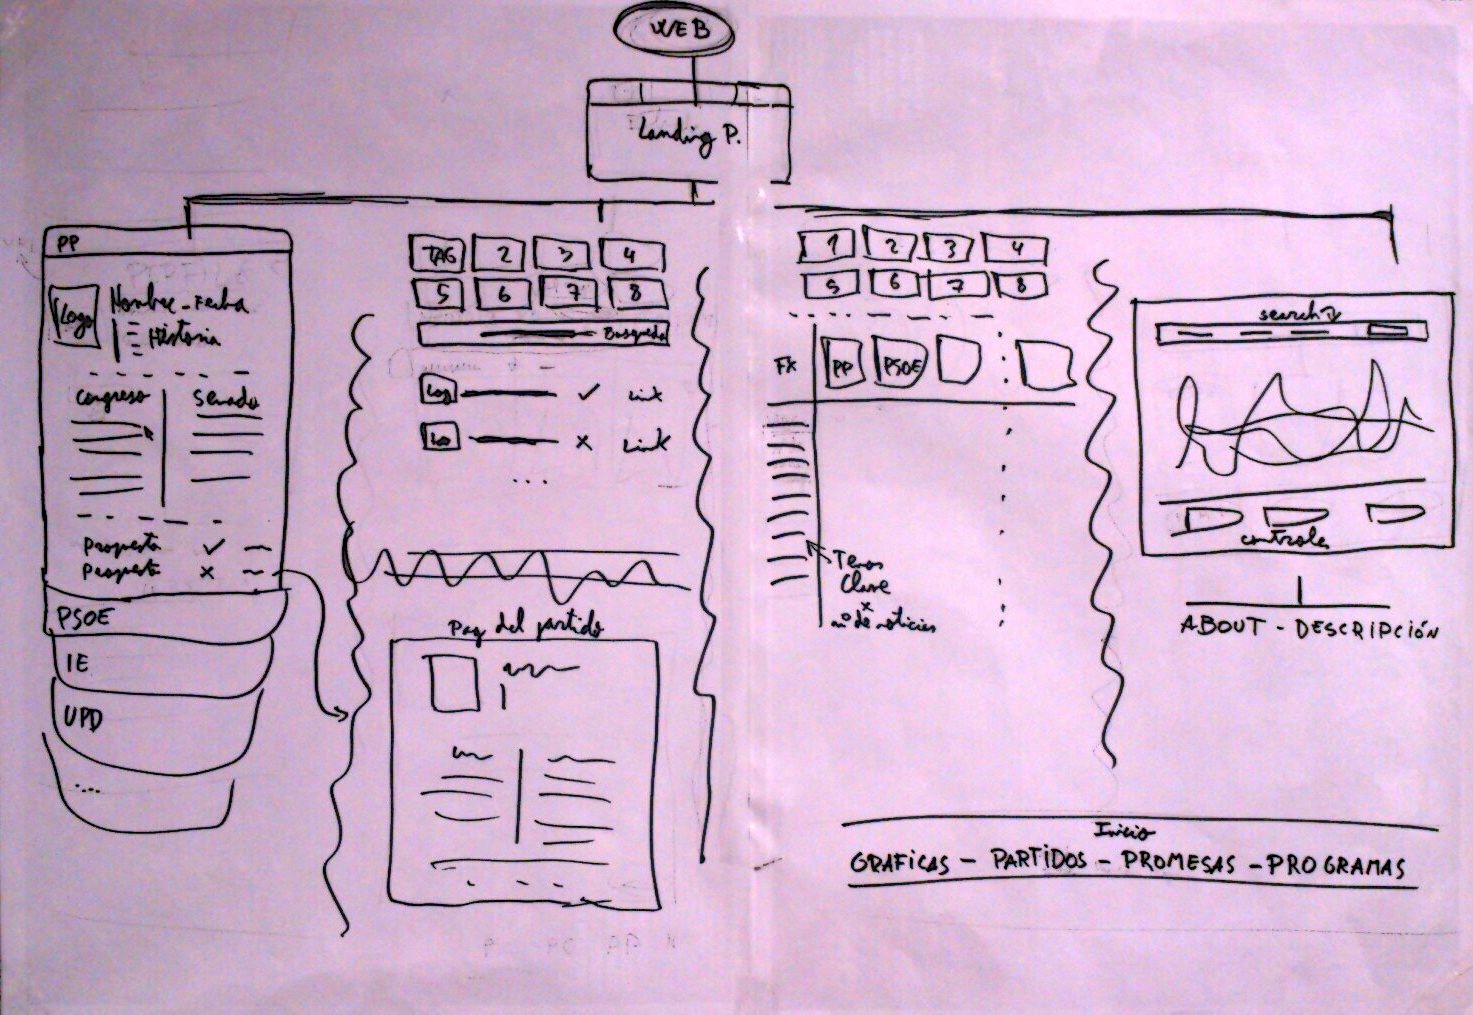 WEB
Landing P.
PP
Logo
Nombre - Fecha
Historia
Congreso
Senado
Propuesta ✓
Propuesta x
PSOE
IE
UPD
....
TAG 2 3 4
5 6 7 8
Busqueda
Logo ✓ Link
Lo x Link
...
Pag del partido
1 2 3 4
5 6 7 8
PP PSOE
Temas
Clave
x
nº de noticias
search
controles
ABOUT - DESCRIPCIÓN
Inicio
GRAFICAS - PARTIDOS - PROMESAS - PROGRAMAS